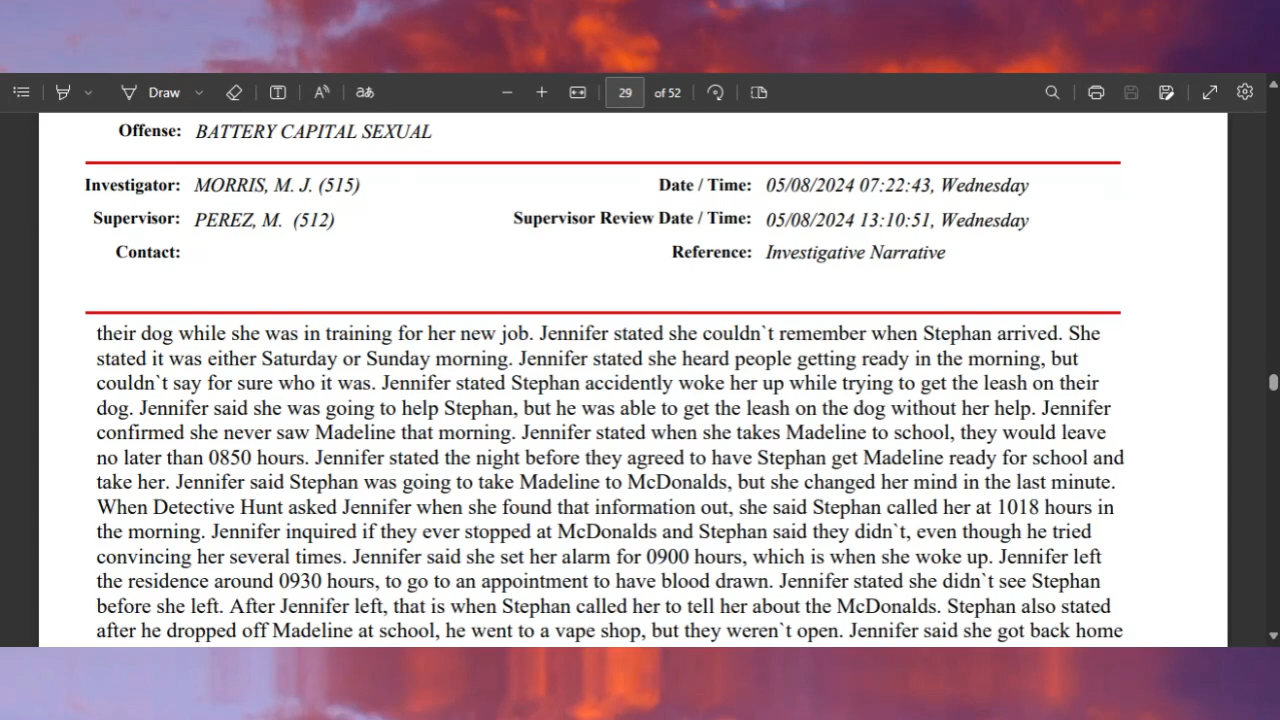 Draw
29 of 52
Offense: BATTERY CAPITAL SEXUAL
Investigator: MORRIS, M. J. (515) Date / Time: 05/08/2024 07:22:43, Wednesday
Supervisor: PEREZ, M. (512) Supervisor Review Date / Time: 05/08/2024 13:10:51, Wednesday
Contact: Reference: Investigative Narrative
their dog while she was in training for her new job. Jennifer stated she couldn`t remember when Stephan arrived. She
stated it was either Saturday or Sunday morning. Jennifer stated she heard people getting ready in the morning, but
couldn`t say for sure who it was. Jennifer stated Stephan accidently woke her up while trying to get the leash on their
dog. Jennifer said she was going to help Stephan, but he was able to get the leash on the dog without her help. Jennifer
confirmed she never saw Madeline that morning. Jennifer stated when she takes Madeline to school, they would leave
no later than 0850 hours. Jennifer stated the night before they agreed to have Stephan get Madeline ready for school and
take her. Jennifer said Stephan was going to take Madeline to McDonalds, but she changed her mind in the last minute.
When Detective Hunt asked Jennifer when she found that information out, she said Stephan called her at 1018 hours in
the morning. Jennifer inquired if they ever stopped at McDonalds and Stephan said they didn`t, even though he tried
convincing her several times. Jennifer said she set her alarm for 0900 hours, which is when she woke up. Jennifer left
the residence around 0930 hours, to go to an appointment to have blood drawn. Jennifer stated she didn`t see Stephan
before she left. After Jennifer left, that is when Stephan called her to tell her about the McDonalds. Stephan also stated
after he dropped off Madeline at school, he went to a vape shop, but they weren`t open. Jennifer said she got back home